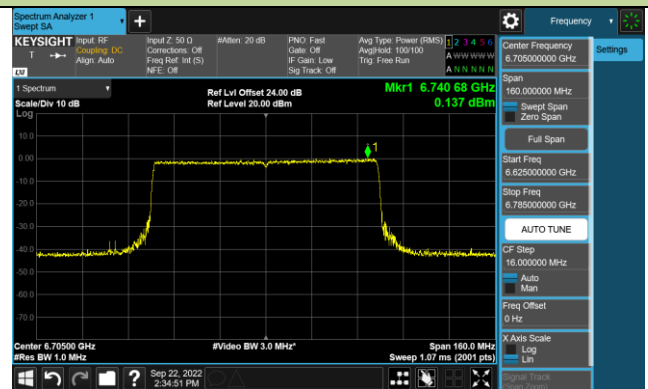 Spectrum Analyzer 1
Swept SA
Frequency
KEYSIGHT
Input: RF
Coupling: DC
Align: Auto
Input Z: 50 Ω
Corrections: Off
Freq Ref: Int (S)
NFE: Off
#Atten: 20 dB
PNO: Fast
Gate: Off
IF Gain: Low
Sig Track: Off
Avg Type: Power (RMS)
Avg|Hold: 100/100
Trig: Free Run
1 2 3 4 5 6
A W W W W W
A N N N N N
T
LXI
1 Spectrum
Scale/Div 10 dB
Log
Ref Lvl Offset 24.00 dB
Ref Level 20.00 dBm
Mkr1 6.740 68 GHz
0.137 dBm
10.0
0.00
-10.0
-20.0
-30.0
-40.0
-50.0
-60.0
-70.0
1
Center 6.70500 GHz
#Res BW 1.0 MHz
#Video BW 3.0 MHz*
Span 160.0 MHz
Sweep 1.07 ms (2001 pts)
Sep 22, 2022
2:34:51 PM
Center Frequency
6.705000000 GHz
Settings
Span
160.000000 MHz
Swept Span
Zero Span
Full Span
Start Freq
6.625000000 GHz
Stop Freq
6.785000000 GHz
AUTO TUNE
CF Step
16.000000 MHz
Auto
Man
Freq Offset
0 Hz
X Axis Scale
Log
Lin
Signal Track
(Span Zoom)